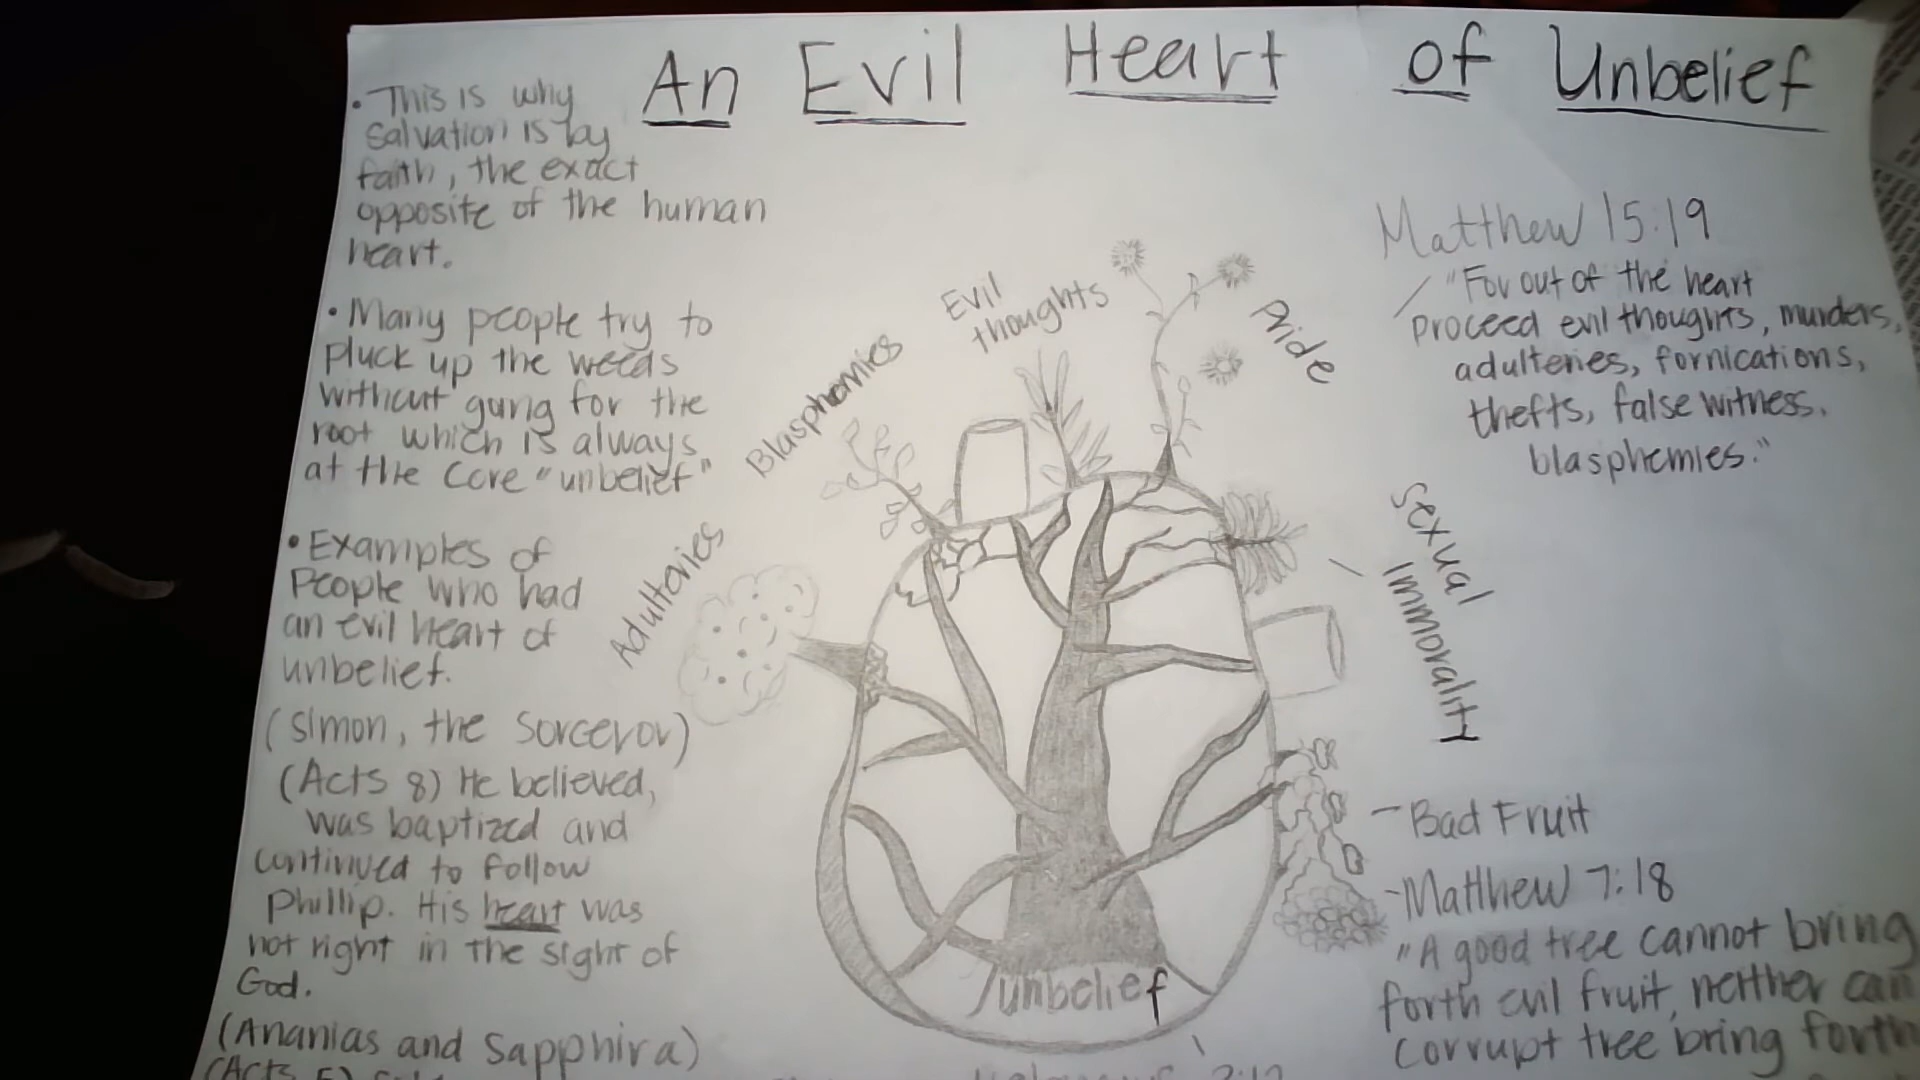 An Evil Heart of Unbelief
• This is why
salvation is by
faith, the exact
opposite of the human
heart.
• Many people try to
pluck up the weeds
without going for the
root which is always
at the core "unbelief"
• Examples of
People who had
an evil heart of
unbelief.
(Simon, the Sorceror)
(Acts 8) He believed,
was baptized and
continued to follow
Phillip. His heart was
not right in the sight of
God.
(Ananias and Sapphira)
(Acts 5)
Adulteries
Blasphemies
Evil
thoughts
Pride
Sexual
Immorality
unbelief
3:12
Matthew 15:19
"For out of the heart
proceed evil thoughts, murders,
adulteries, fornications,
thefts, false witness,
blasphemies."
- Bad Fruit
- Matthew 7:18
"A good tree cannot bring
forth evil fruit, neither can
corrupt tree bring forth